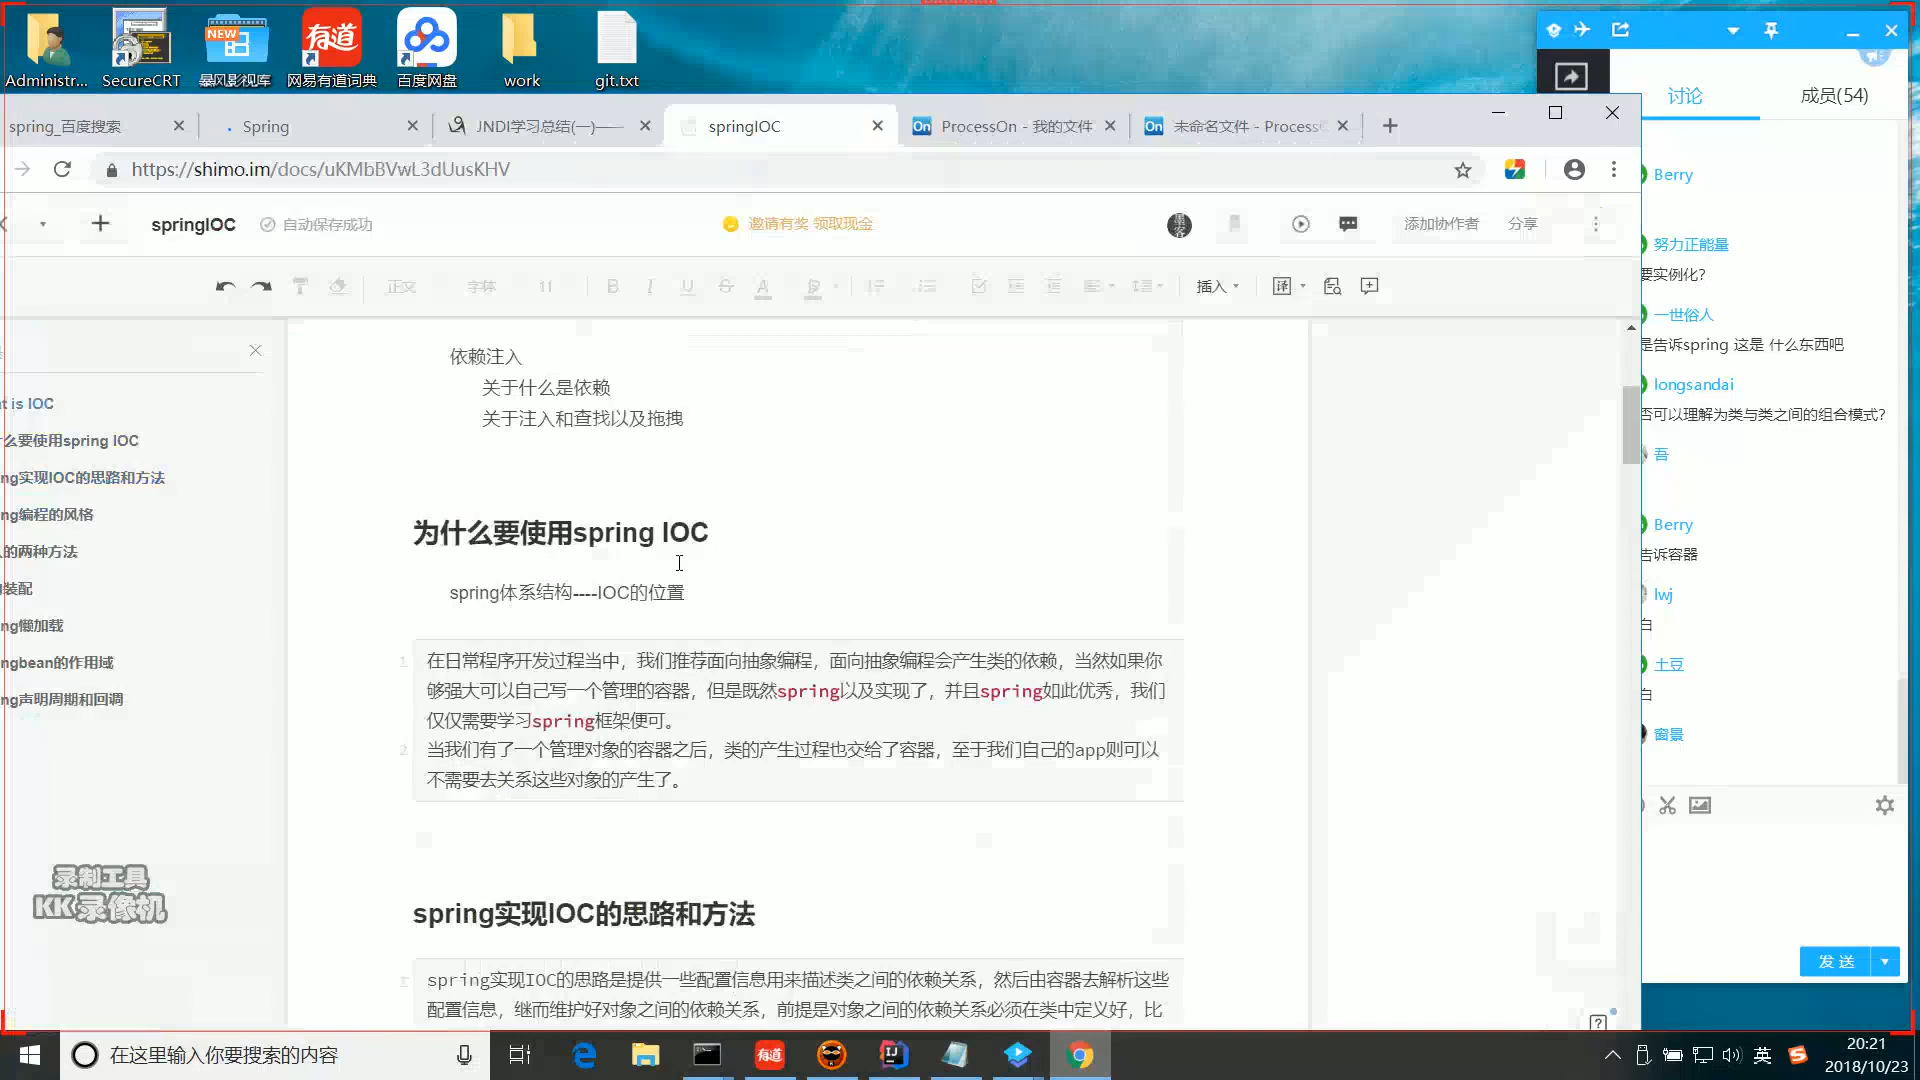 Administr...
SecureCRT
暴风影视库
网易有道词典
百度网盘
work
git.txt
spring_百度搜索
Spring
JNDI学习总结(一)——
springIOC
ProcessOn - 我的文件
未命名文件 - Process
https://shimo.im/docs/uKMbBVwL3dUusKHV
springIOC
自动保存成功
邀请有奖 领取现金
添加协作者
分享
正文
字体
11
插入
t is IOC
么要使用spring IOC
ng实现IOC的思路和方法
ng编程的风格
的两种方法
装配
ng懒加载
ngbean的作用域
ng声明周期和回调
依赖注入
关于什么是依赖
关于注入和查找以及拖拽
为什么要使用spring IOC
spring体系结构----IOC的位置
1 在日常程序开发过程当中，我们推荐面向抽象编程，面向抽象编程会产生类的依赖，当然如果你
够强大可以自己写一个管理的容器，但是既然spring以及实现了，并且spring如此优秀，我们
仅仅需要学习spring框架便可。
2 当我们有了一个管理对象的容器之后，类的产生过程也交给了容器，至于我们自己的app则可以
不需要去关系这些对象的产生了。
spring实现IOC的思路和方法
1 spring实现IOC的思路是提供一些配置信息用来描述类之间的依赖关系，然后由容器去解析这些
配置信息，继而维护好对象之间的依赖关系，前提是对象之间的依赖关系必须在类中定义好，比
录制工具
KK录像机
讨论
成员(54)
Berry
努力正能量
要实例化?
一世俗人
是告诉spring 这是 什么东西吧
longsandai
否可以理解为类与类之间的组合模式?
吾
Berry
告诉容器
lwj
白
土豆
白
窗景
发 送
在这里输入你要搜索的内容
英
20:21
2018/10/23